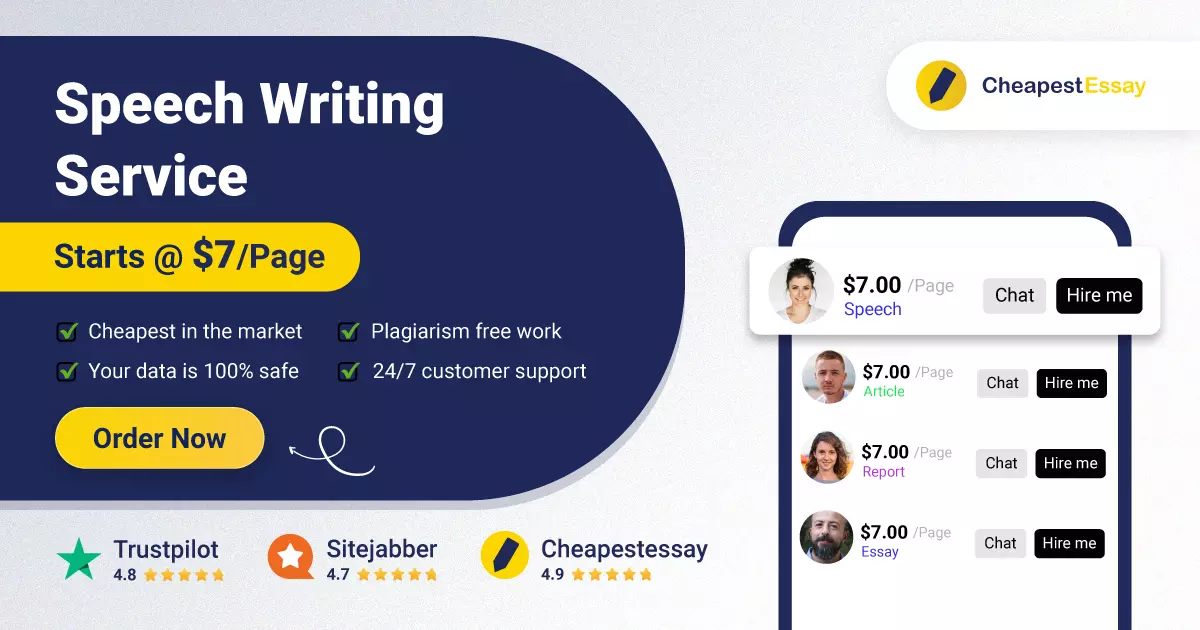 Speech Writing
Service
Starts @ $7/Page
Cheapest in the market
Plagiarism free work
Your data is 100% safe
24/7 customer support
Order Now
Trustpilot
4.8
Sitejabber
4.7
Cheapestessay
4.9
CheapestEssay
$7.00 /Page
Speech
Chat
Hire me
$7.00 /Page
Article
Chat
Hire me
$7.00 /Page
Report
Chat
Hire me
$7.00 /Page
Essay
Chat
Hire me